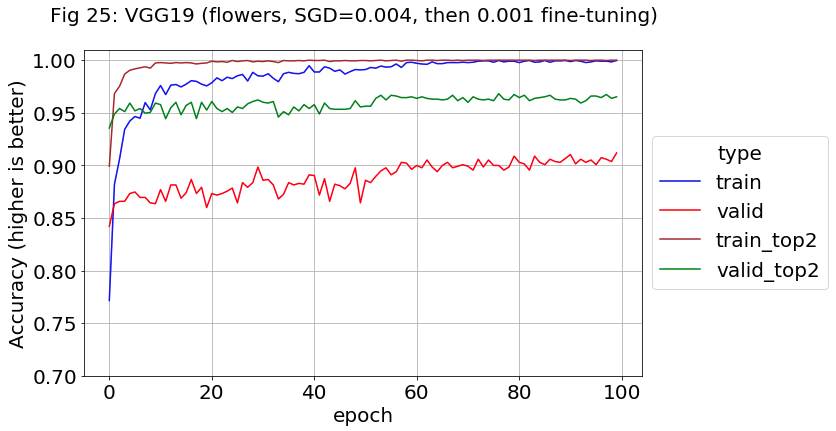 Fig 25: VGG19 (flowers, SGD=0.004, then 0.001 fine-tuning)
Accuracy (higher is better)
1.00
0.95
0.90
0.85
0.80
0.75
0.70
0 20 40 60 80 100
epoch
type
train
valid
train_top2
valid_top2